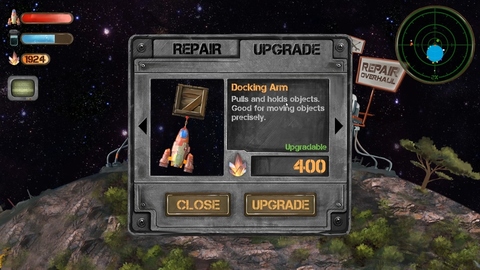 1924
REPAIR
UPGRADE
REPAIR
OVERHAUL
Docking Arm
Pulls and holds objects.
Good for moving objects
precisely.
Upgradable
400
CLOSE
UPGRADE